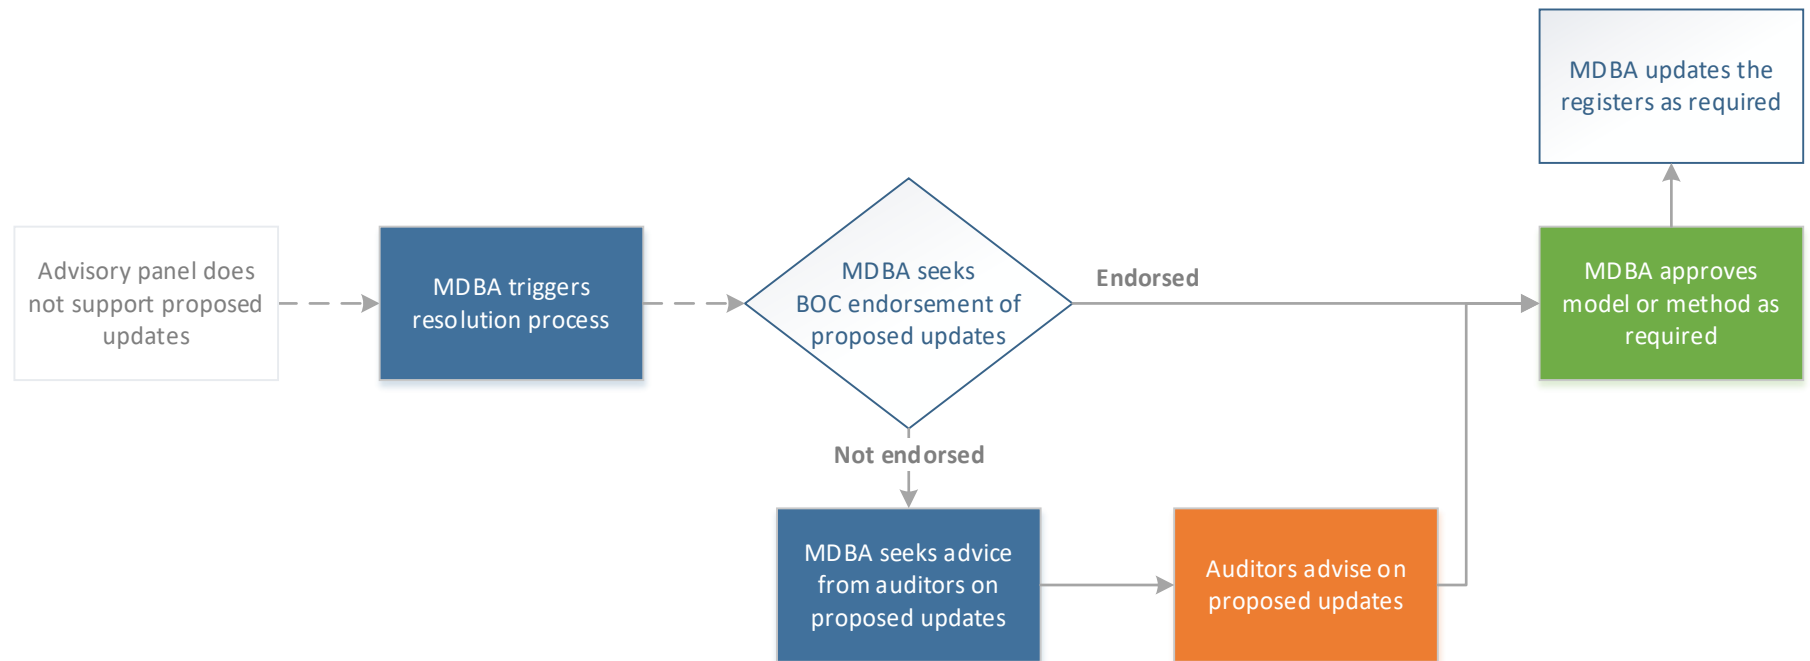 MDBA updates the
registers as required
Advisory panel does
not support proposed
updates
MDBA triggers
resolution process
MDBA seeks
BOC endorsement of
proposed updates
Endorsed
MDBA approves
model or method as
required
Not endorsed
MDBA seeks advice
from auditors on
proposed updates
Auditors advise on
proposed updates